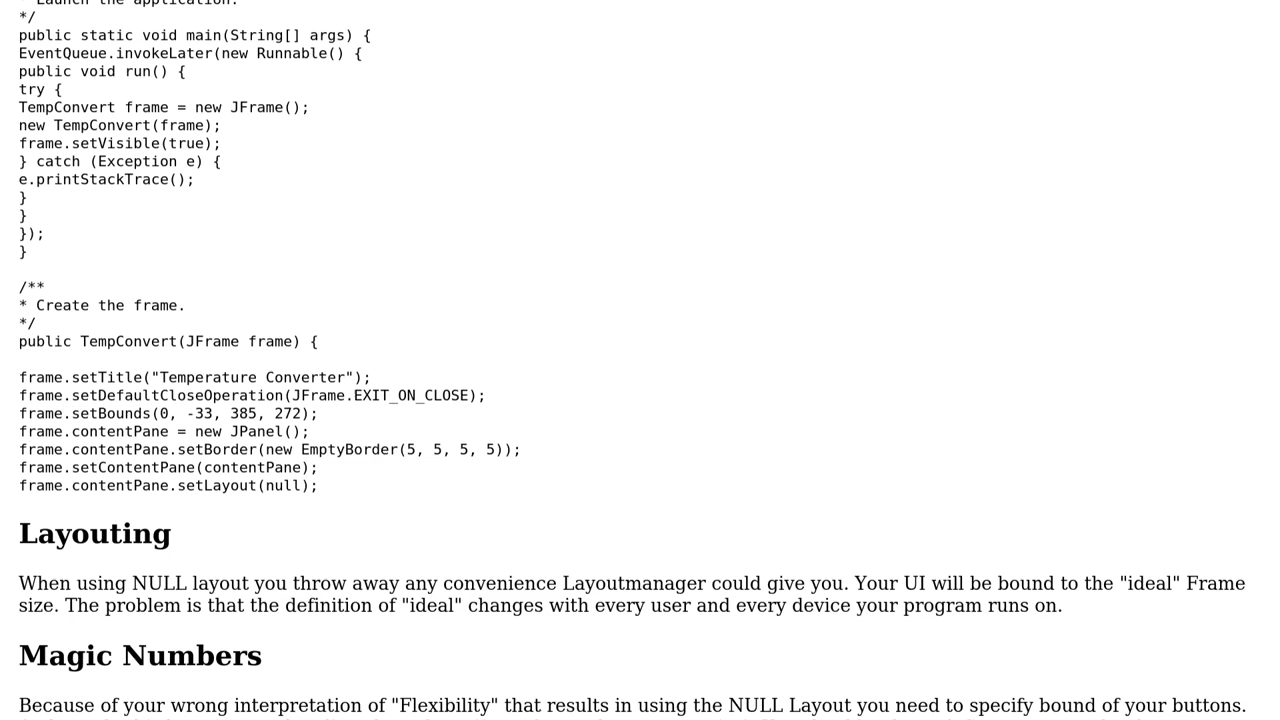 * Launch the application.
*/
public static void main(String[] args) {
EventQueue.invokeLater(new Runnable() {
public void run() {
try {
TempConvert frame = new JFrame();
new TempConvert(frame);
frame.setVisible(true);
} catch (Exception e) {
e.printStackTrace();
}
}
});
}

/**
* Create the frame.
*/
public TempConvert(JFrame frame) {

frame.setTitle("Temperature Converter");
frame.setDefaultCloseOperation(JFrame.EXIT_ON_CLOSE);
frame.setBounds(0, -33, 385, 272);
frame.contentPane = new JPanel();
frame.contentPane.setBorder(new EmptyBorder(5, 5, 5, 5));
frame.setContentPane(contentPane);
frame.contentPane.setLayout(null);
Layouting
When using NULL layout you throw away any convenience Layoutmanager could give you. Your UI will be bound to the "ideal" Frame
size. The problem is that the definition of "ideal" changes with every user and every device your program runs on.
Magic Numbers
Because of your wrong interpretation of "Flexibility" that results in using the NULL Layout you need to specify bound of your buttons.